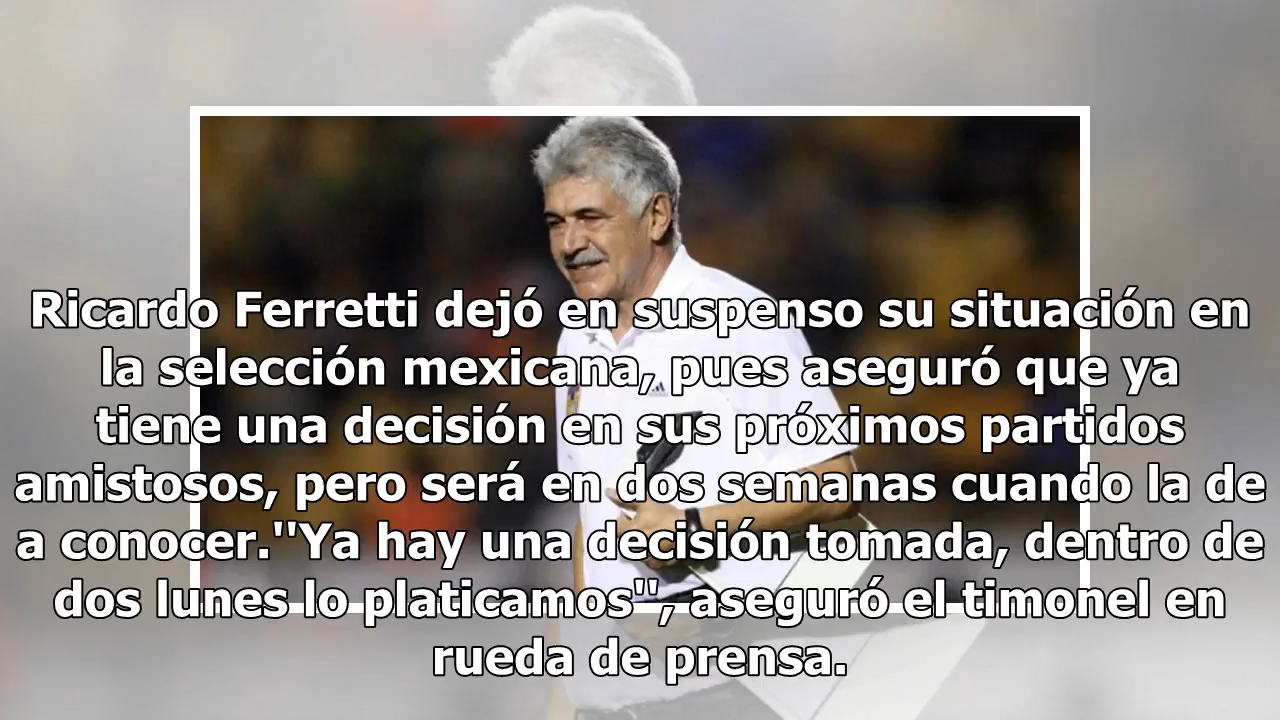 Ricardo Ferretti dejó en suspenso su situación en
la selección mexicana, pues aseguró que ya
tiene una decisión en sus próximos partidos
amistosos, pero será en dos semanas cuando la de
a conocer.''Ya hay una decisión tomada, dentro de
dos lunes lo platicamos'', aseguró el timonel en
rueda de prensa.